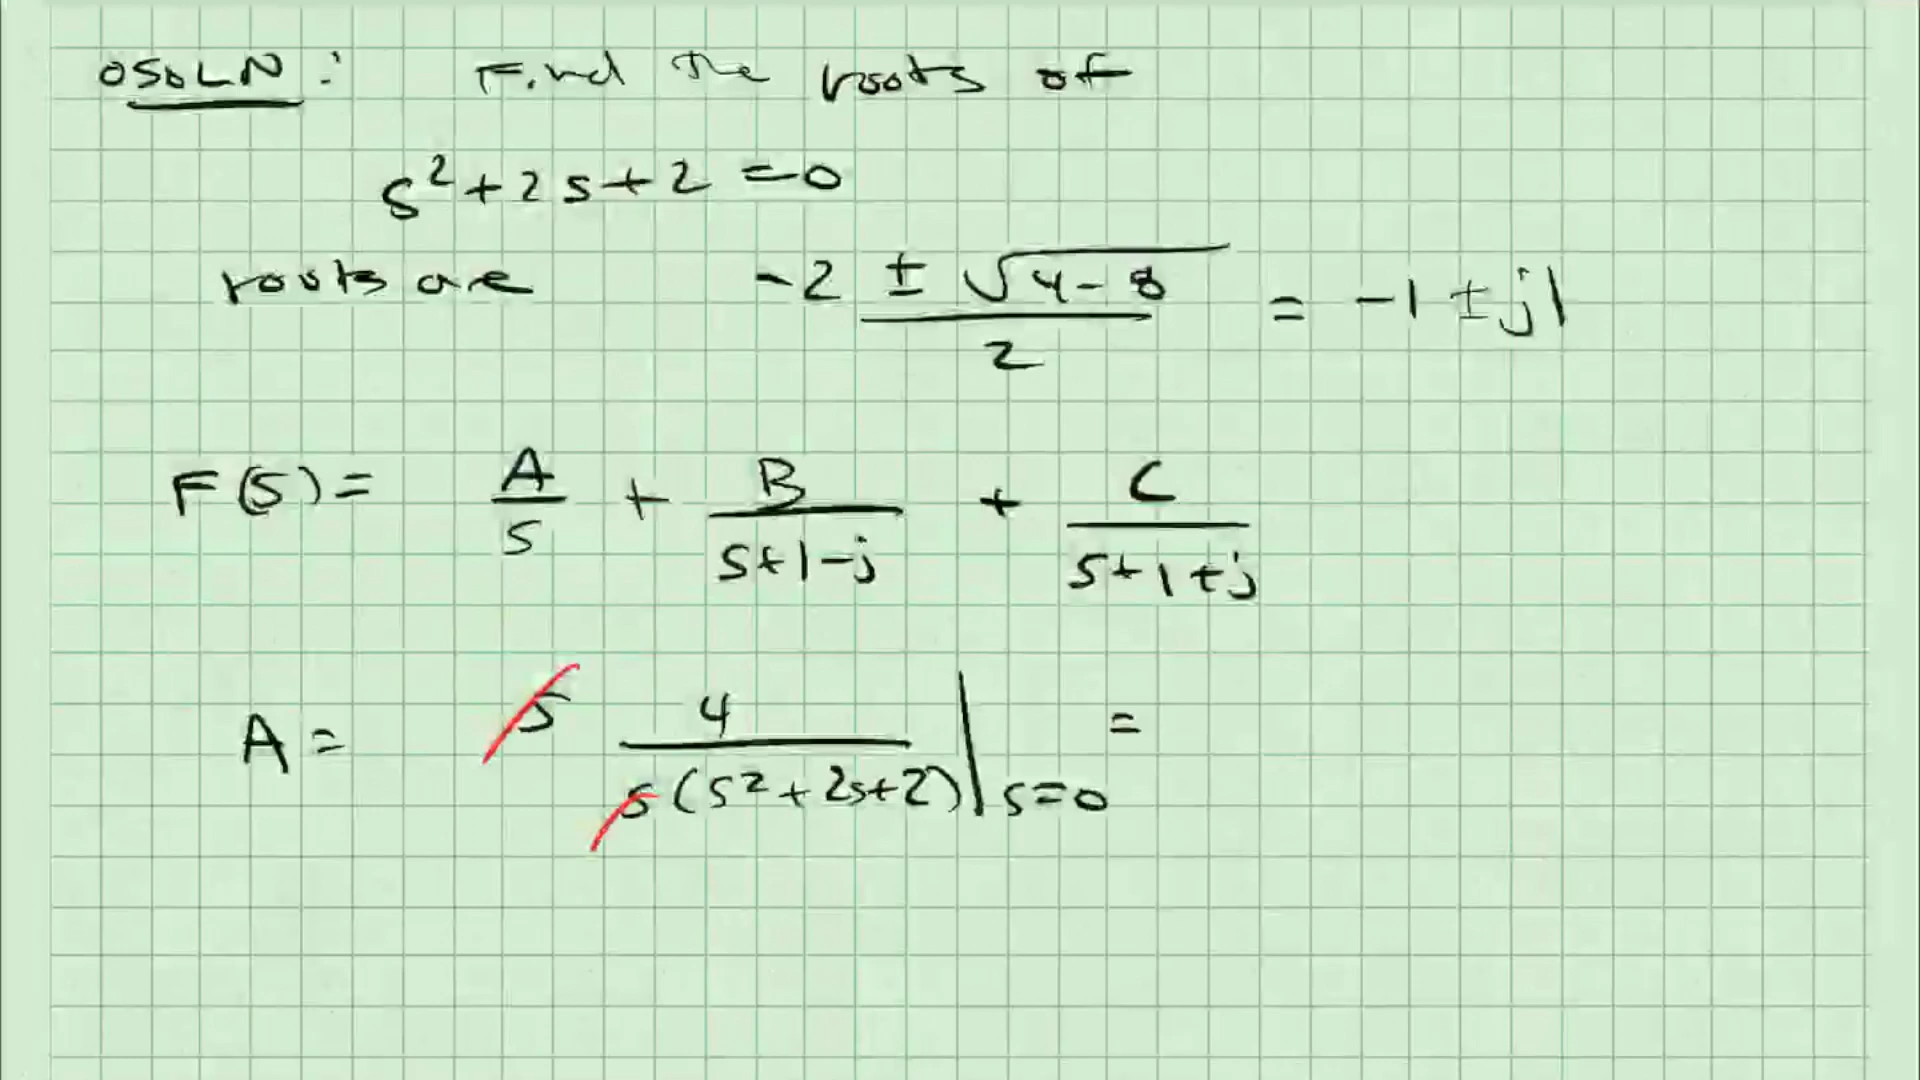 OSOLN: Find the roots of
s²+2s+2 =0
roots are -2 ± √4-8 / 2 = -1 ± j1
F(s)= A/s + B/s+1-j + C/s+1+j
A= s 4/s(s²+2s+2) | s=0 =